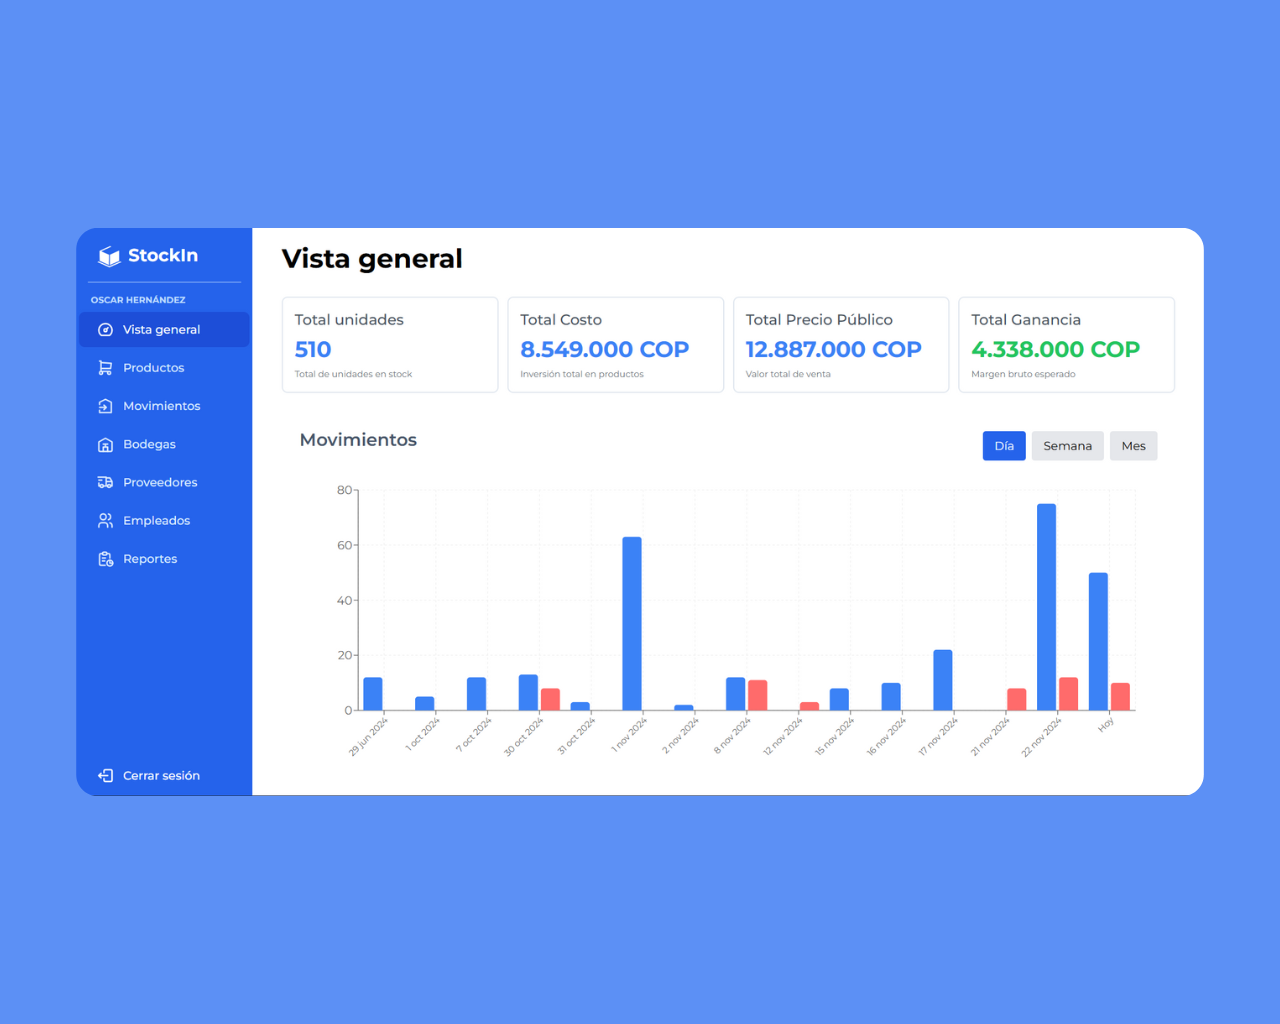 StockIn
OSCAR HERNÁNDEZ
Vista general
Productos
Movimientos
Bodegas
Proveedores
Empleados
Reportes
Cerrar sesión
Vista general
Total unidades
510
Total de unidades en stock
Total Costo
8.549.000 COP
Inversión total en productos
Total Precio Público
12.887.000 COP
Valor total de venta
Total Ganancia
4.338.000 COP
Margen bruto esperado
Movimientos
Día
Semana
Mes
80
60
40
20
0
29 jun 2024
1 oct 2024
7 oct 2024
30 oct 2024
31 oct 2024
1 nov 2024
2 nov 2024
8 nov 2024
12 nov 2024
15 nov 2024
16 nov 2024
17 nov 2024
21 nov 2024
22 nov 2024
Hoy